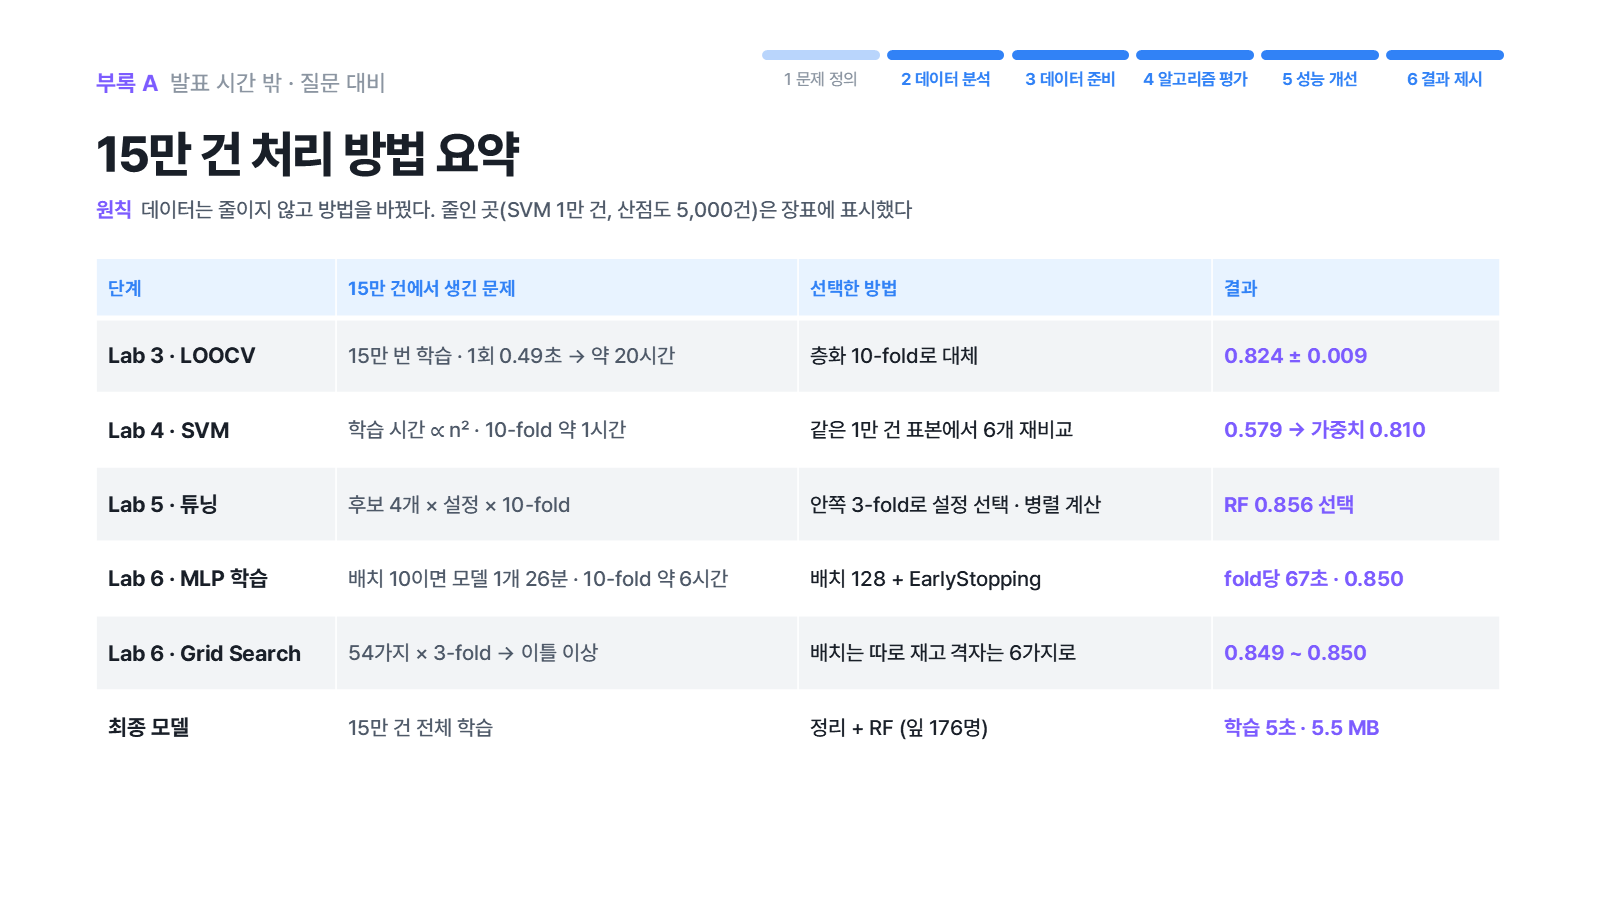 부록 A 발표 시간 밖 · 질문 대비
1 문제 정의
2 데이터 분석
3 데이터 준비
4 알고리즘 평가
5 성능 개선
6 결과 제시
15만 건 처리 방법 요약
원칙 데이터는 줄이지 않고 방법을 바꿨다. 줄인 곳(SVM 1만 건, 산점도 5,000건)은 장표에 표시했다
단계 15만 건에서 생긴 문제 선택한 방법 결과
Lab 3 · LOOCV 15만 번 학습 · 1회 0.49초 → 약 20시간 층화 10-fold로 대체 0.824 ± 0.009
Lab 4 · SVM 학습 시간 ∝ n² · 10-fold 약 1시간 같은 1만 건 표본에서 6개 재비교 0.579 → 가중치 0.810
Lab 5 · 튜닝 후보 4개 × 설정 × 10-fold 안쪽 3-fold로 설정 선택 · 병렬 계산 RF 0.856 선택
Lab 6 · MLP 학습 배치 10이면 모델 1개 26분 · 10-fold 약 6시간 배치 128 + EarlyStopping fold당 67초 · 0.850
Lab 6 · Grid Search 54가지 × 3-fold → 이틀 이상 배치는 따로 재고 격자는 6가지로 0.849 ~ 0.850
최종 모델 15만 건 전체 학습 정리 + RF (잎 176명) 학습 5초 · 5.5 MB